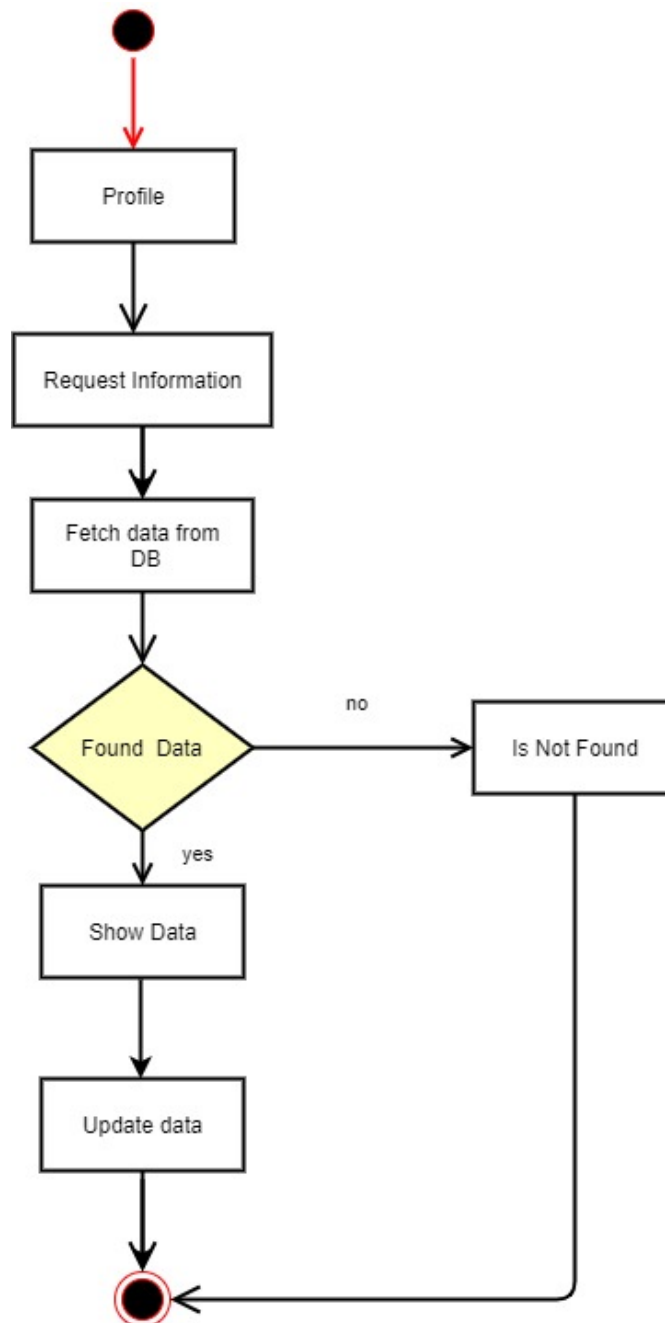 Profile
Request Information
Fetch data from
DB
Found  Data
no
Is Not Found
yes
Show Data
Update data